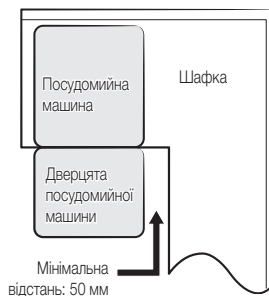 Посудомийна
машина
Шафка
Дверцята
посудомийної
машини
Мінімальна
відстань: 50 мм